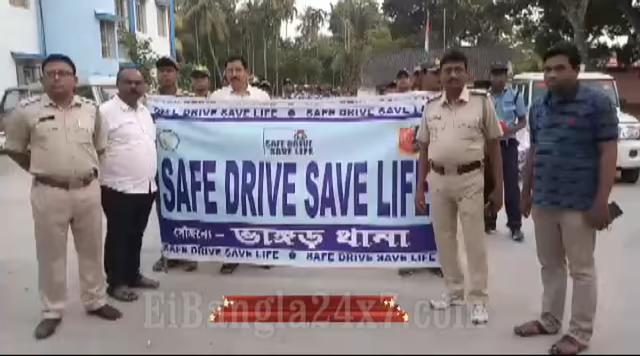 SAFE DRIVE SAVE LIFE SAFE DRIVE SAVE LIFE
SAFE DRIVE
SAVE LIFE
SAFE DRIVE SAVE LIFE
সৌজন্যে - ভাঙ্গড় থানা
SAFE DRIVE SAVE LIFE SAFE DRIVE SAVE LIFE
EiBangla24x7.com